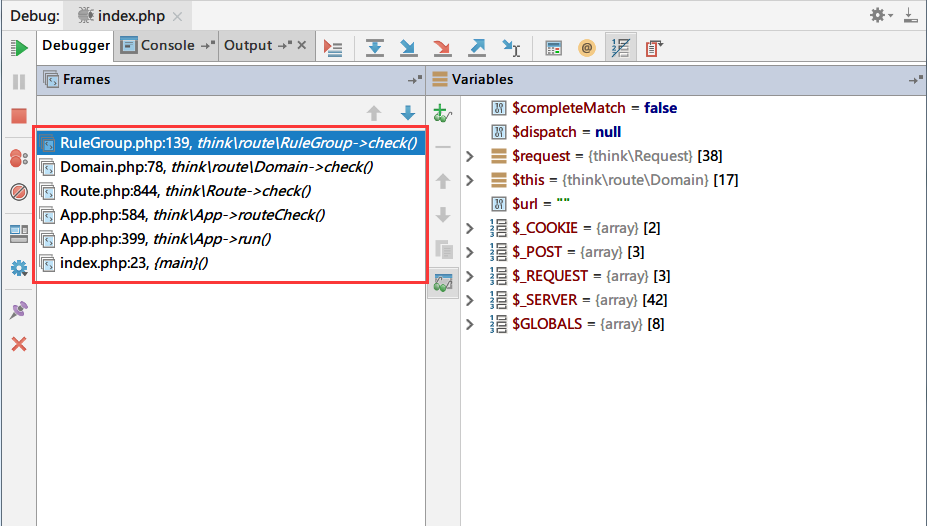 Debug: index.php
Debugger Console Output
Frames
RuleGroup.php:139, think\route\RuleGroup->check()
Domain.php:78, think\route\Domain->check()
Route.php:844, think\Route->check()
App.php:584, think\App->routeCheck()
App.php:399, think\App->run()
index.php:23, {main}()
Variables
$completeMatch = false
$dispatch = null
$request = {think\Request} [38]
$this = {think\route\Domain} [17]
$url = ""
$_COOKIE = {array} [2]
$_POST = {array} [3]
$_REQUEST = {array} [3]
$_SERVER = {array} [42]
$GLOBALS = {array} [8]